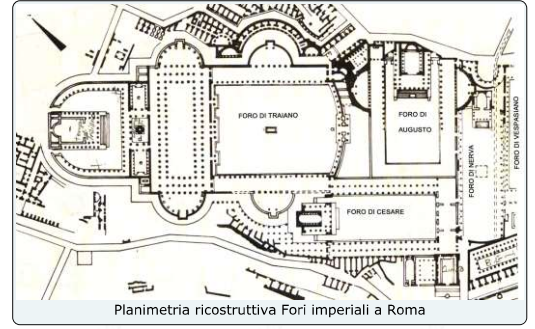 FORO DI TRAIANO
FORO DI
AUGUSTO
FORO DI NERVA
FORO DI VESPASIANO
FORO DI CESARE
Planimetria ricostruttiva Fori imperiali a Roma